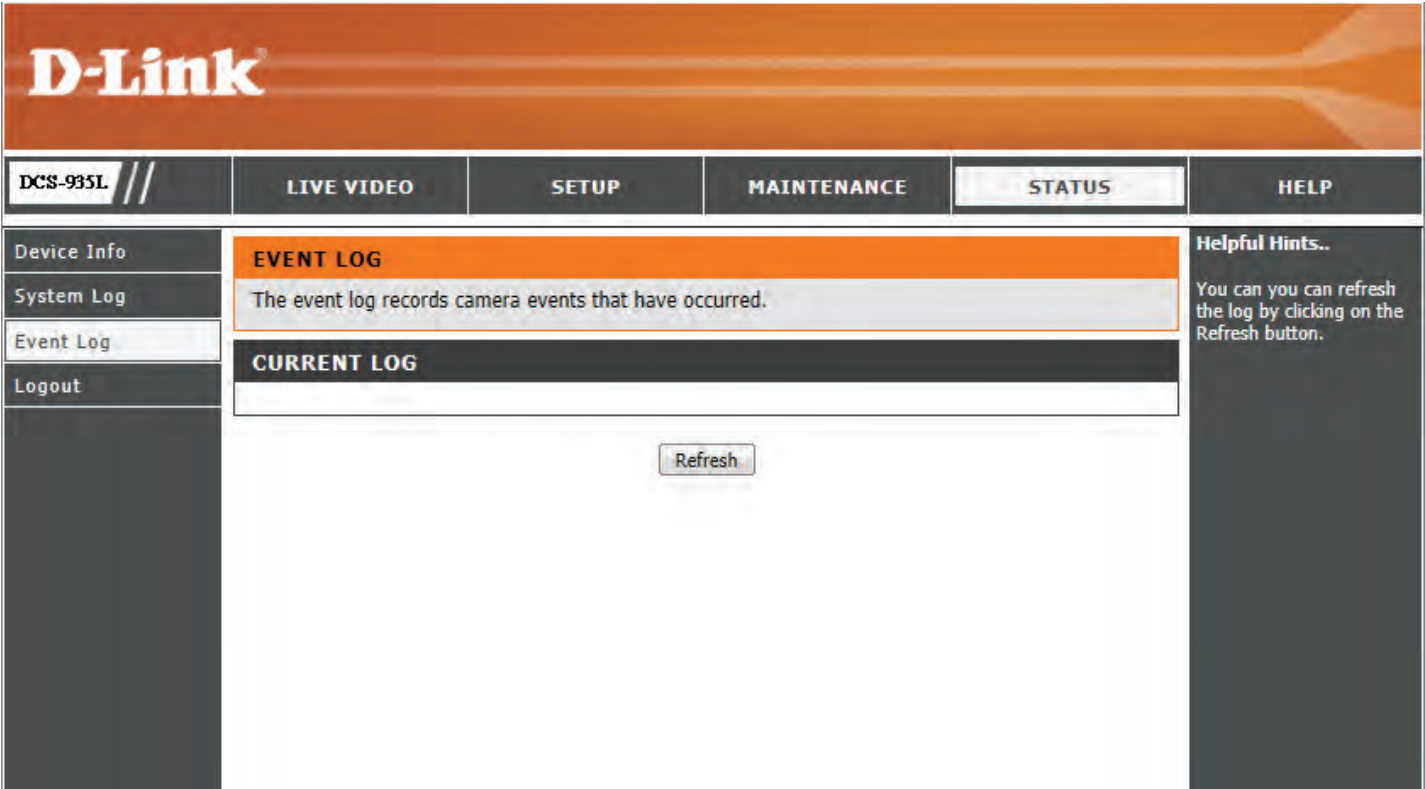 D-Link
DCS-935L
LIVE VIDEO
SETUP
MAINTENANCE
STATUS
HELP
Device Info
System Log
Event Log
Logout
EVENT LOG
The event log records camera events that have occurred.
CURRENT LOG
Refresh
Helpful Hints..
You can you can refresh
the log by clicking on the
Refresh button.